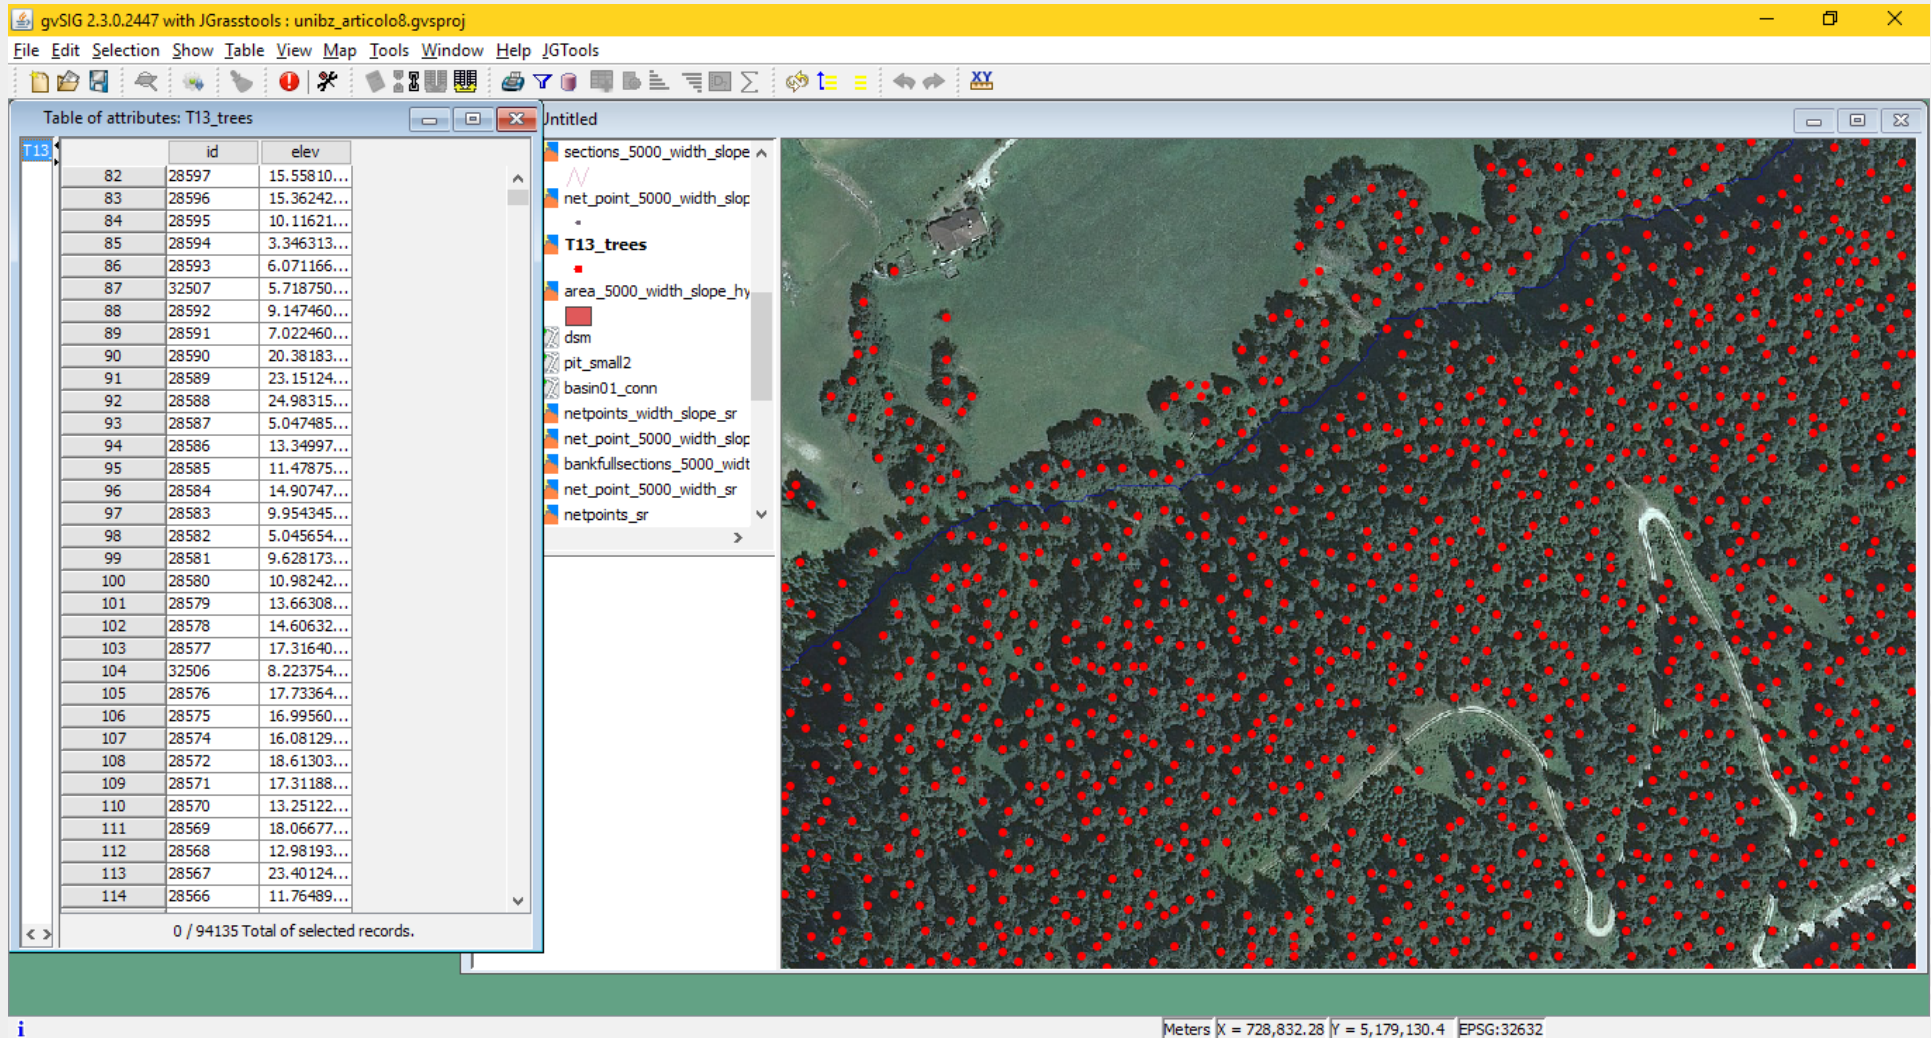 gvSIG 2.3.0.2447 with JGrasstools : unibz_articolo8.gvsproj
File Edit Selection Show Table View Map Tools Window Help JGTools
XY
Table of attributes: T13_trees
T13_
id elev
82 28597 15.55810...
83 28596 15.36242...
84 28595 10.11621...
85 28594 3.346313...
86 28593 6.071166...
87 32507 5.718750...
88 28592 9.147460...
89 28591 7.022460...
90 28590 20.38183...
91 28589 23.15124...
92 28588 24.98315...
93 28587 5.047485...
94 28586 13.34997...
95 28585 11.47875...
96 28584 14.90747...
97 28583 9.954345...
98 28582 5.045654...
99 28581 9.628173...
100 28580 10.98242...
101 28579 13.66308...
102 28578 14.60632...
103 28577 17.31640...
104 32506 8.223754...
105 28576 17.73364...
106 28575 16.99560...
107 28574 16.08129...
108 28572 18.61303...
109 28571 17.31188...
110 28570 13.25122...
111 28569 18.06677...
112 28568 12.98193...
113 28567 23.40124...
114 28566 11.76489...
0 / 94135 Total of selected records.
Untitled
sections_5000_width_slope
net_point_5000_width_slop
T13_trees
area_5000_width_slope_hy
dsm
pit_small2
basin01_conn
netpoints_width_slope_sr
net_point_5000_width_slop
bankfullsections_5000_widt
net_point_5000_width_sr
netpoints_sr
Meters X = 728,832.28 Y = 5,179,130.4 EPSG:32632